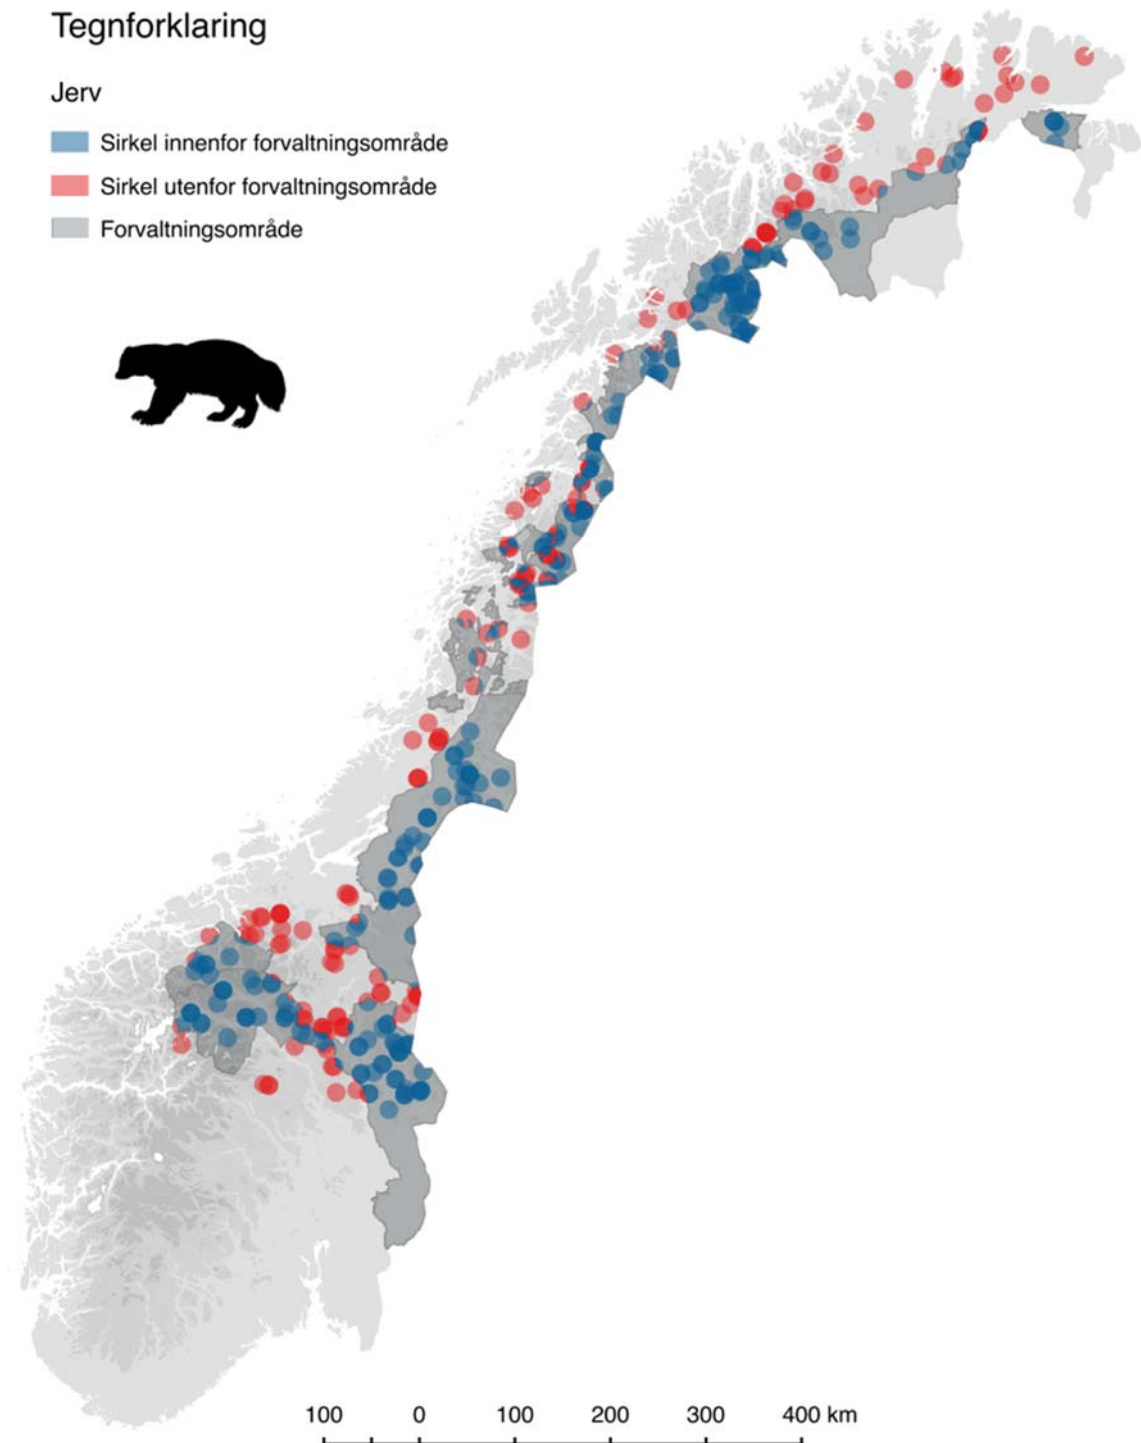 Tegnforklaring
Jerv
Sirkel innenfor forvaltningsområde
Sirkel utenfor forvaltningsområde
Forvaltningsområde
100 0 100 200 300 400 km